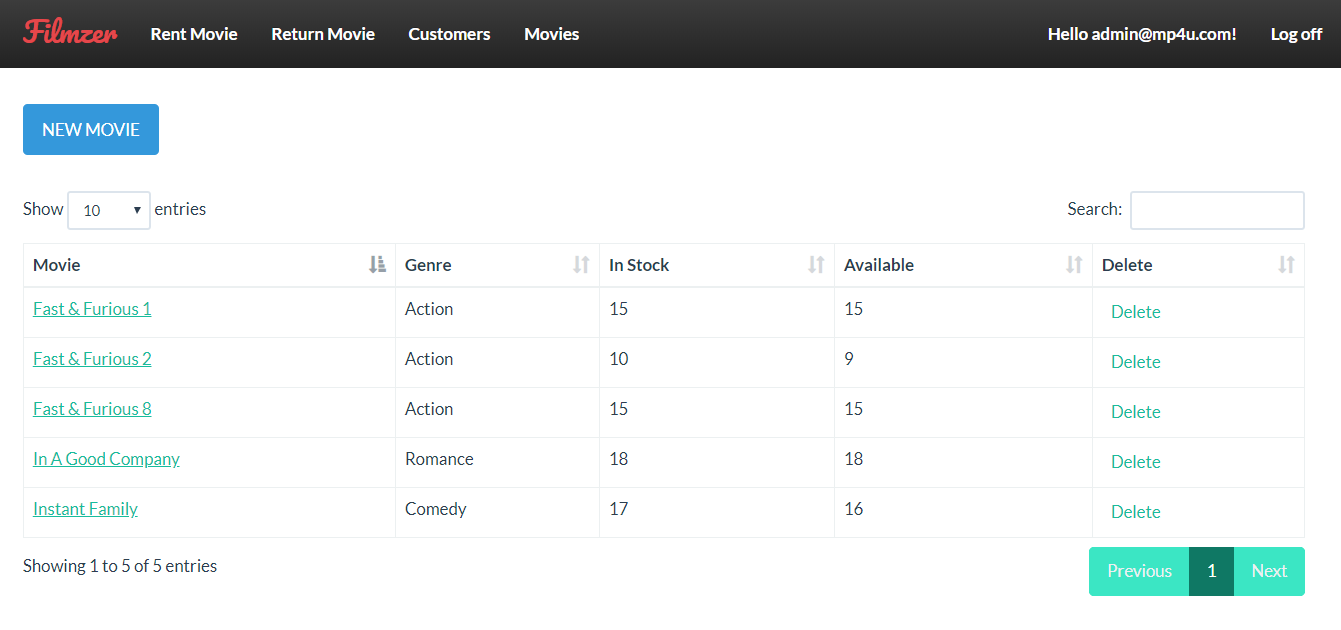 Filmzer Rent Movie Return Movie Customers Movies Hello admin@mp4u.com! Log off
NEW MOVIE
Show 10 entries Search:
Movie Genre In Stock Available Delete
Fast & Furious 1 Action 15 15 Delete
Fast & Furious 2 Action 10 9 Delete
Fast & Furious 8 Action 15 15 Delete
In A Good Company Romance 18 18 Delete
Instant Family Comedy 17 16 Delete
Showing 1 to 5 of 5 entries Previous 1 Next